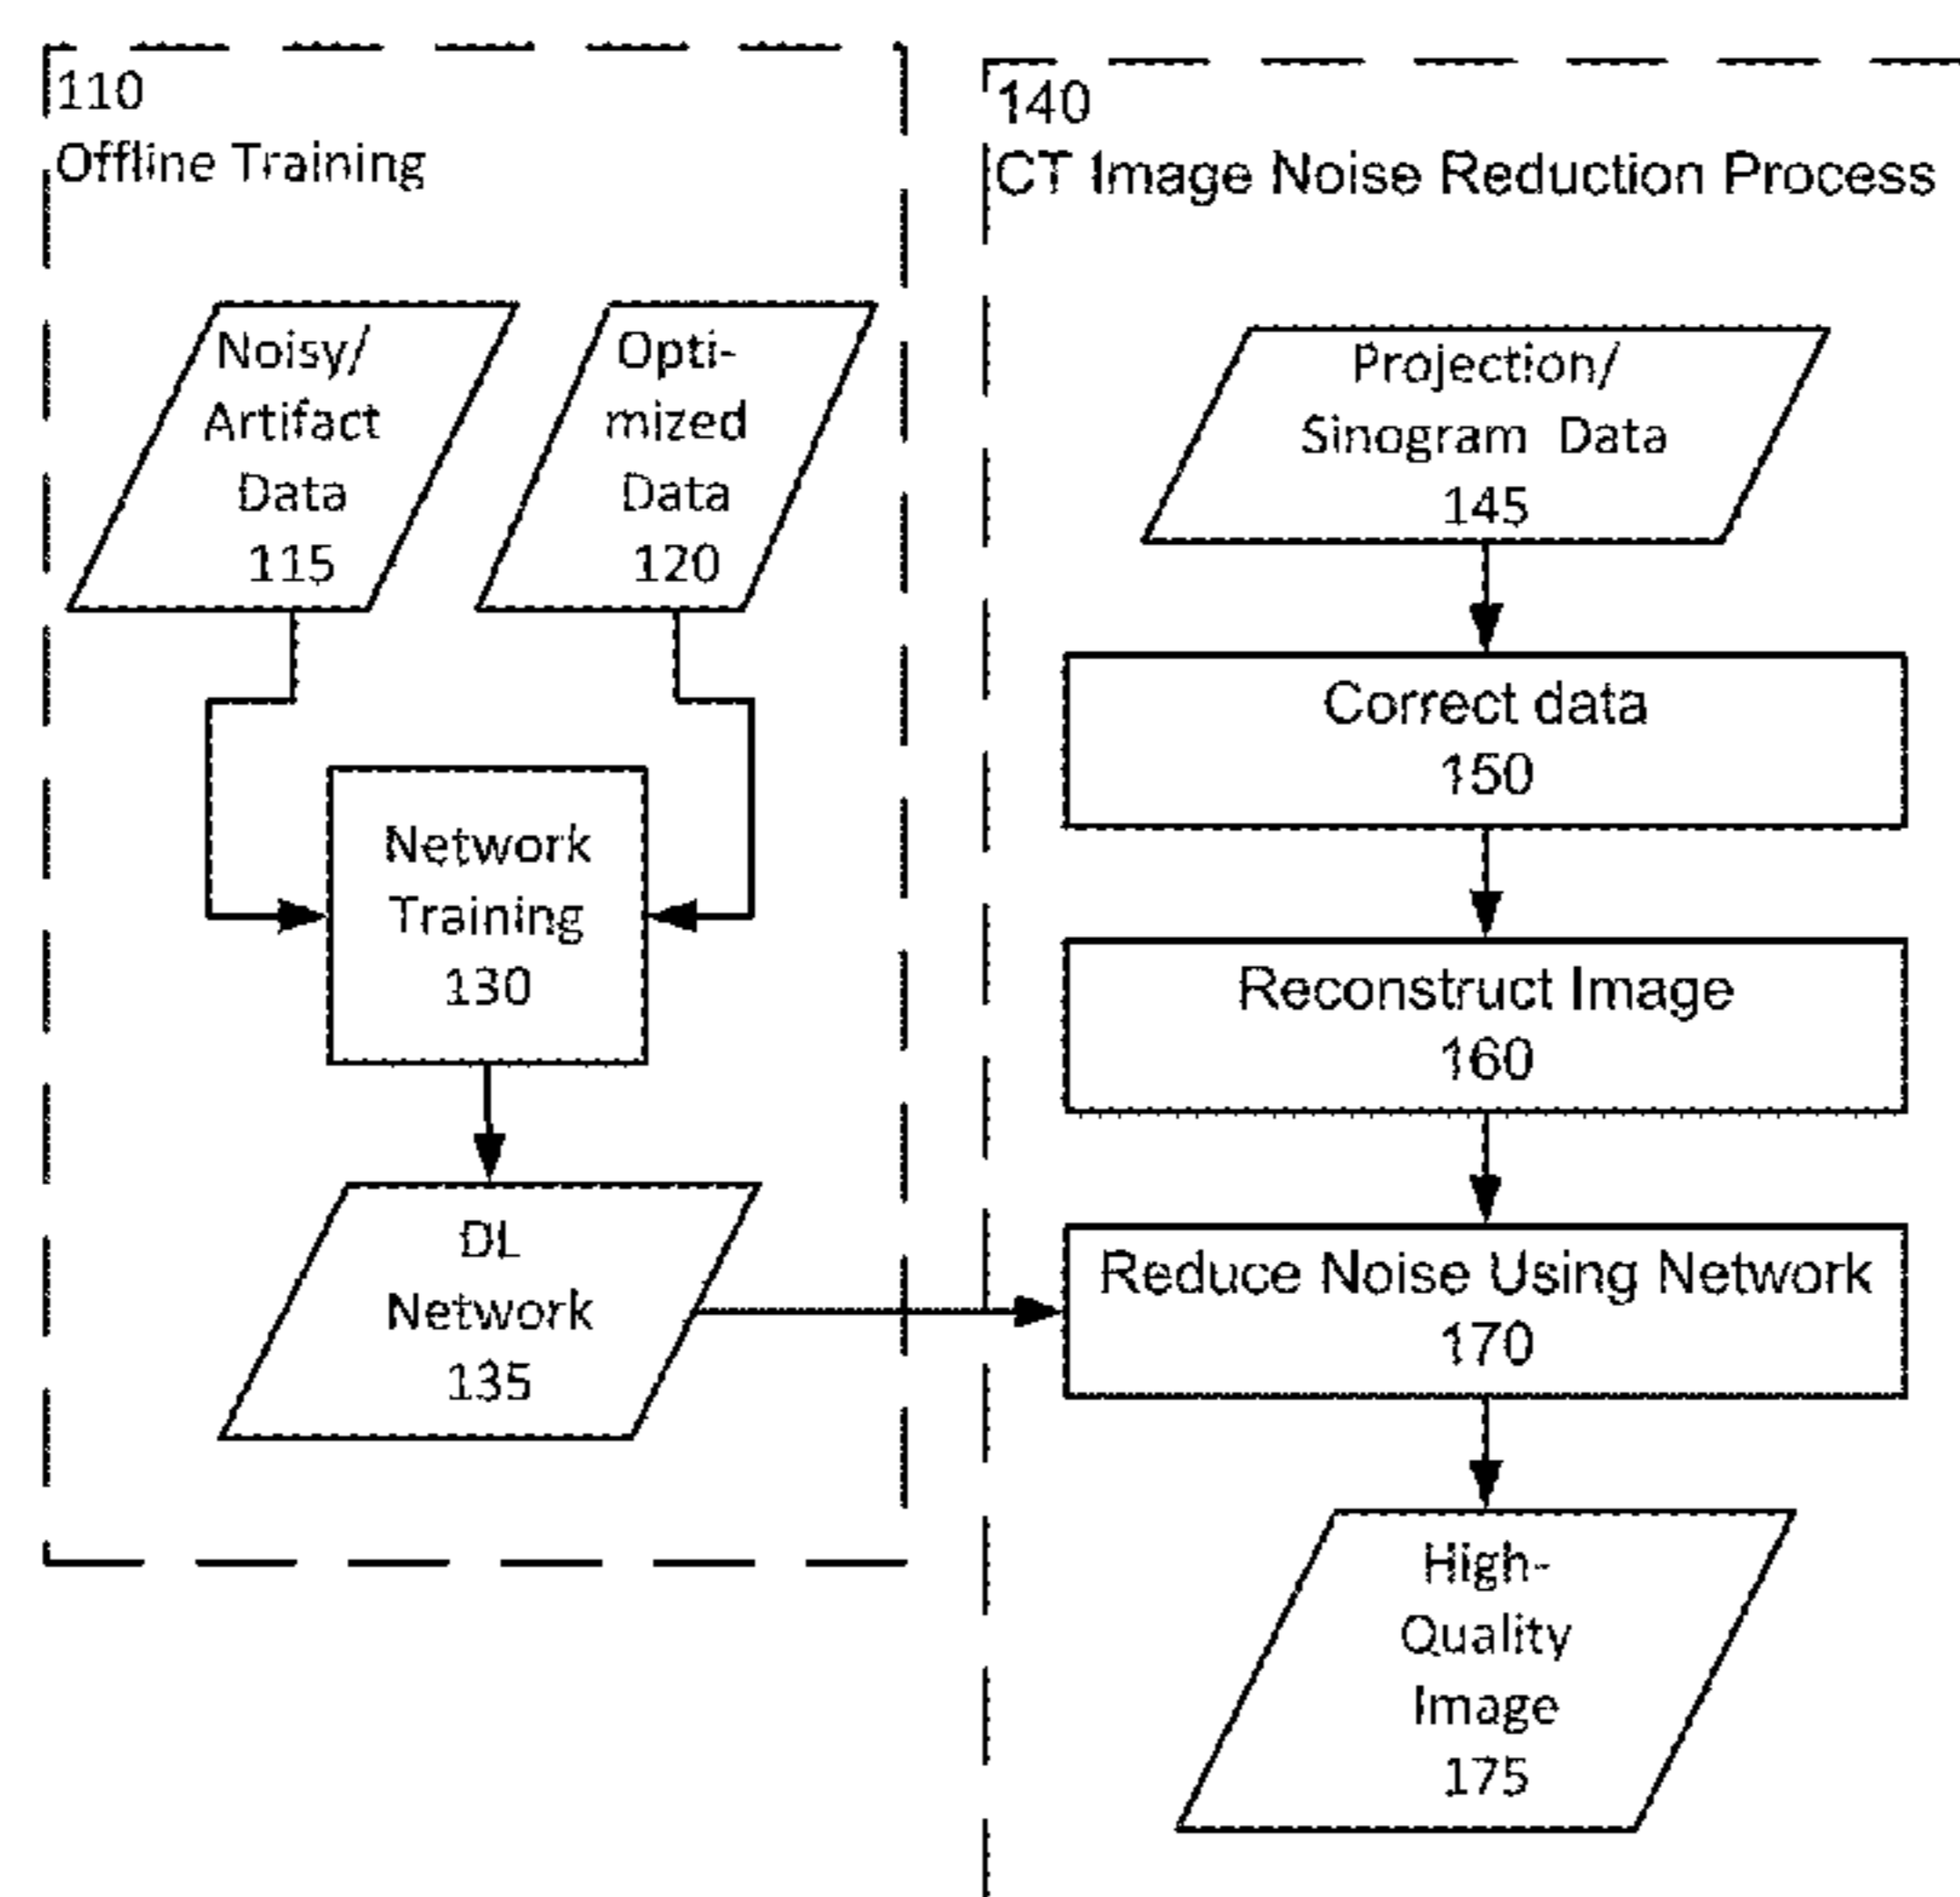 110
Offline Training
Noisy/
Artifact
Data
115
Opti-
mized
Data
120
Network
Training
130
DL
Network
135
140
CT Image Noise Reduction Process
Projection/
Sinogram Data
145
Correct data
150
Reconstruct Image
160
Reduce Noise Using Network
170
High-
Quality
Image
175